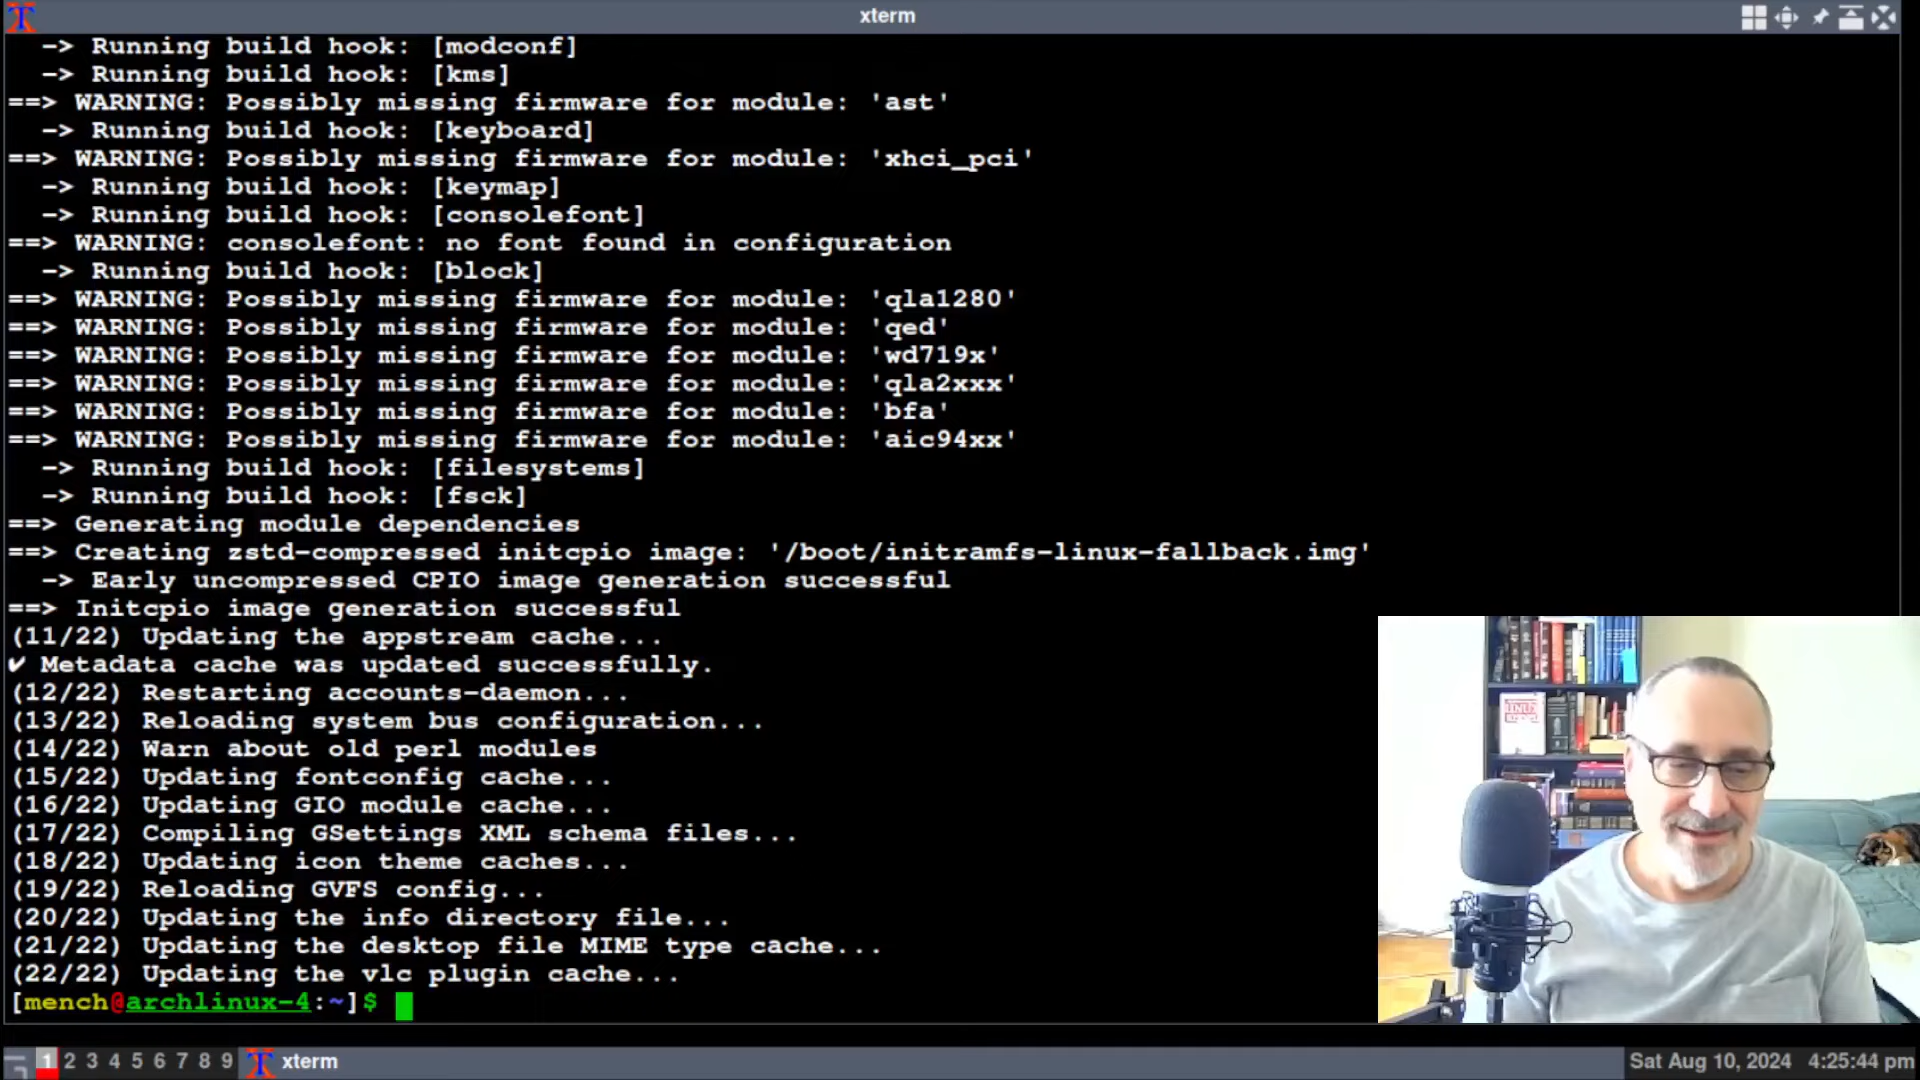 xterm
-> Running build hook: [modconf]
-> Running build hook: [kms]
==> WARNING: Possibly missing firmware for module: 'ast'
-> Running build hook: [keyboard]
==> WARNING: Possibly missing firmware for module: 'xhci_pci'
-> Running build hook: [keymap]
-> Running build hook: [consolefont]
==> WARNING: consolefont: no font found in configuration
-> Running build hook: [block]
==> WARNING: Possibly missing firmware for module: 'qla1280'
==> WARNING: Possibly missing firmware for module: 'qed'
==> WARNING: Possibly missing firmware for module: 'wd719x'
==> WARNING: Possibly missing firmware for module: 'qla2xxx'
==> WARNING: Possibly missing firmware for module: 'bfa'
==> WARNING: Possibly missing firmware for module: 'aic94xx'
-> Running build hook: [filesystems]
-> Running build hook: [fsck]
==> Generating module dependencies
==> Creating zstd-compressed initcpio image: '/boot/initramfs-linux-fallback.img'
-> Early uncompressed CPIO image generation successful
==> Initcpio image generation successful
(11/22) Updating the appstream cache...
✔ Metadata cache was updated successfully.
(12/22) Restarting accounts-daemon...
(13/22) Reloading system bus configuration...
(14/22) Warn about old perl modules
(15/22) Updating fontconfig cache...
(16/22) Updating GIO module cache...
(17/22) Compiling GSettings XML schema files...
(18/22) Updating icon theme caches...
(19/22) Reloading GVFS config...
(20/22) Updating the info directory file...
(21/22) Updating the desktop file MIME type cache...
(22/22) Updating the vlc plugin cache...
[mench@archlinux-4:~]$
LINUX
1 2 3 4 5 6 7 8 9 xterm Sat Aug 10, 2024 4:25:44 pm